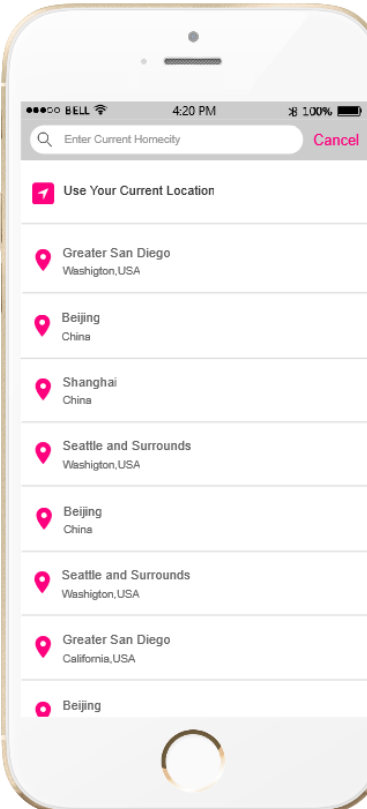 BELL 4:20 PM 100%
Enter Current Homecity Cancel
Use Your Current Location
Greater San Diego
Washigton,USA
Beijing
China
Shanghai
China
Seattle and Surrounds
Washigton,USA
Beijing
China
Seattle and Surrounds
Washigton,USA
Greater San Diego
California,USA
Beijing